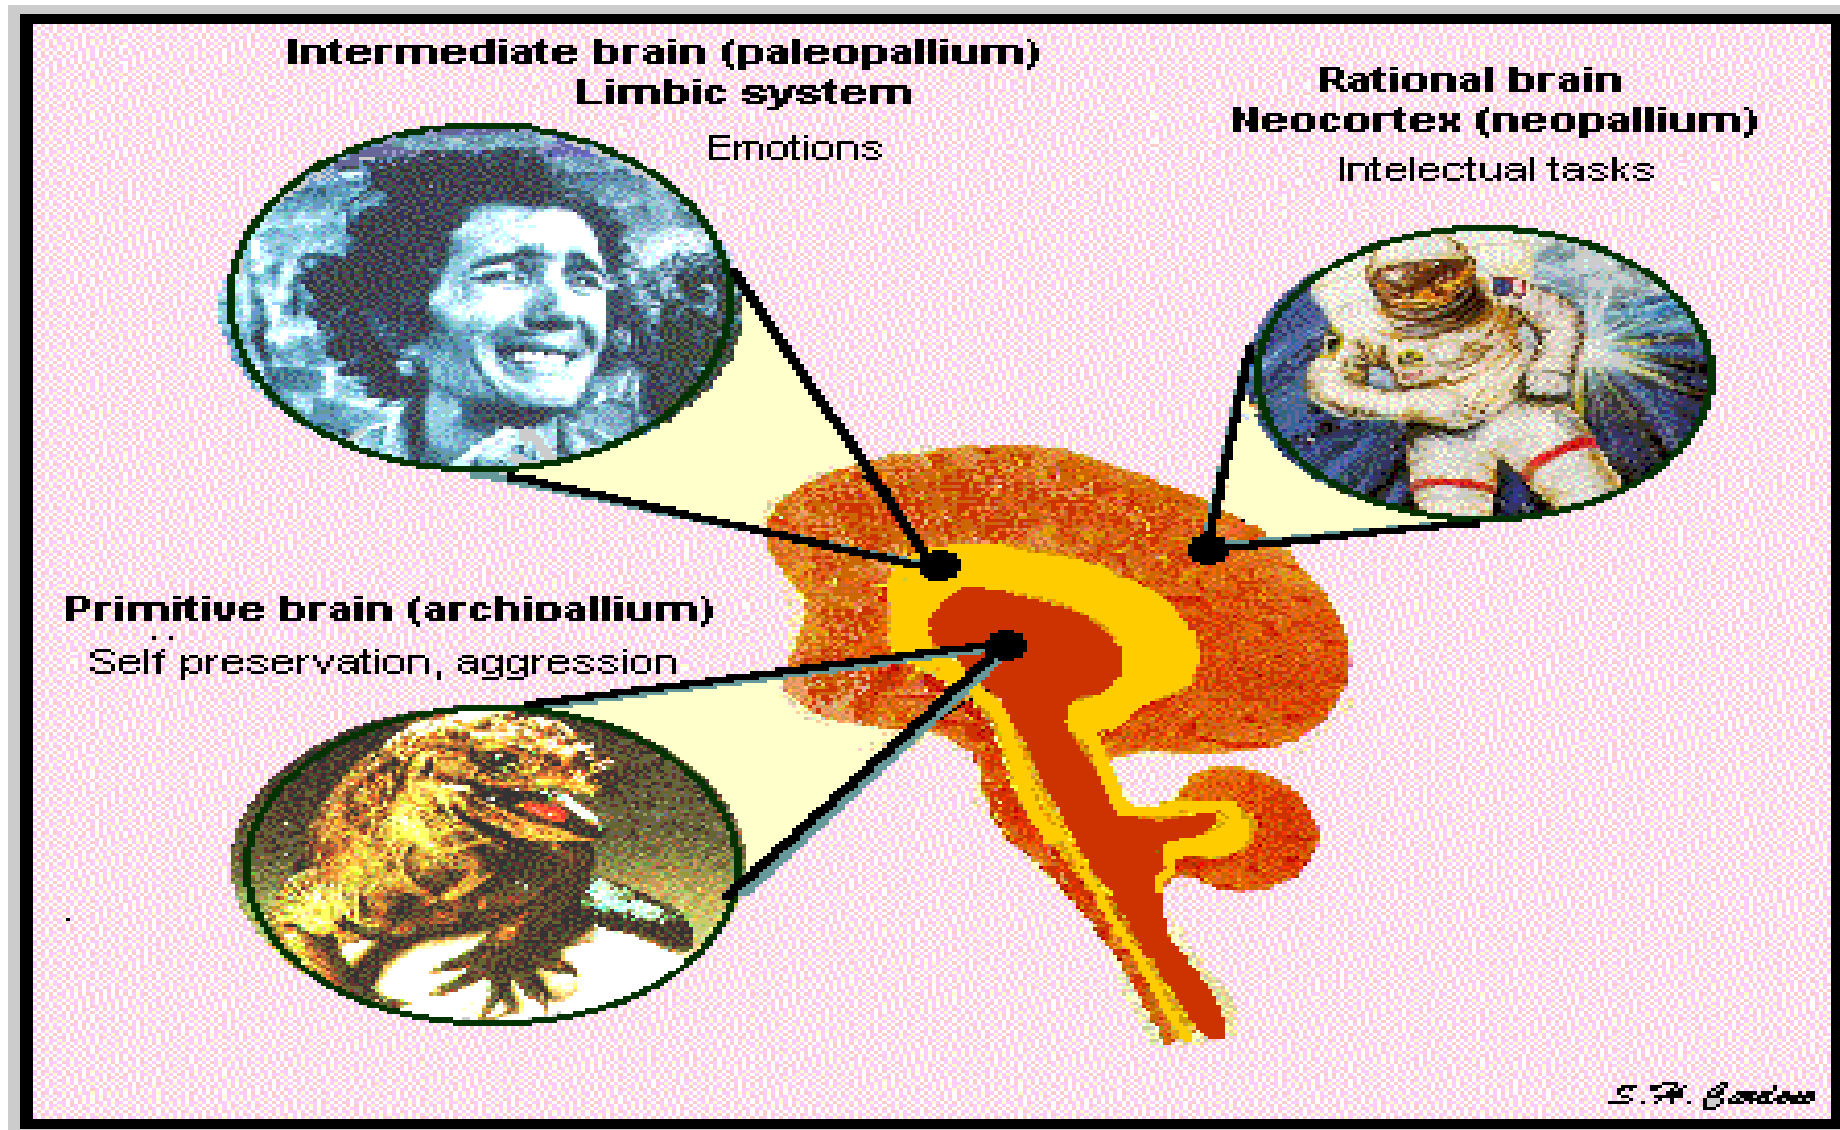 Intermediate brain (paleopallium)
Limbic system
Emotions
Rational brain
Neocortex (neopallium)
Intelectual tasks
Primitive brain (archipallium)
Self preservation, aggression
S.H.